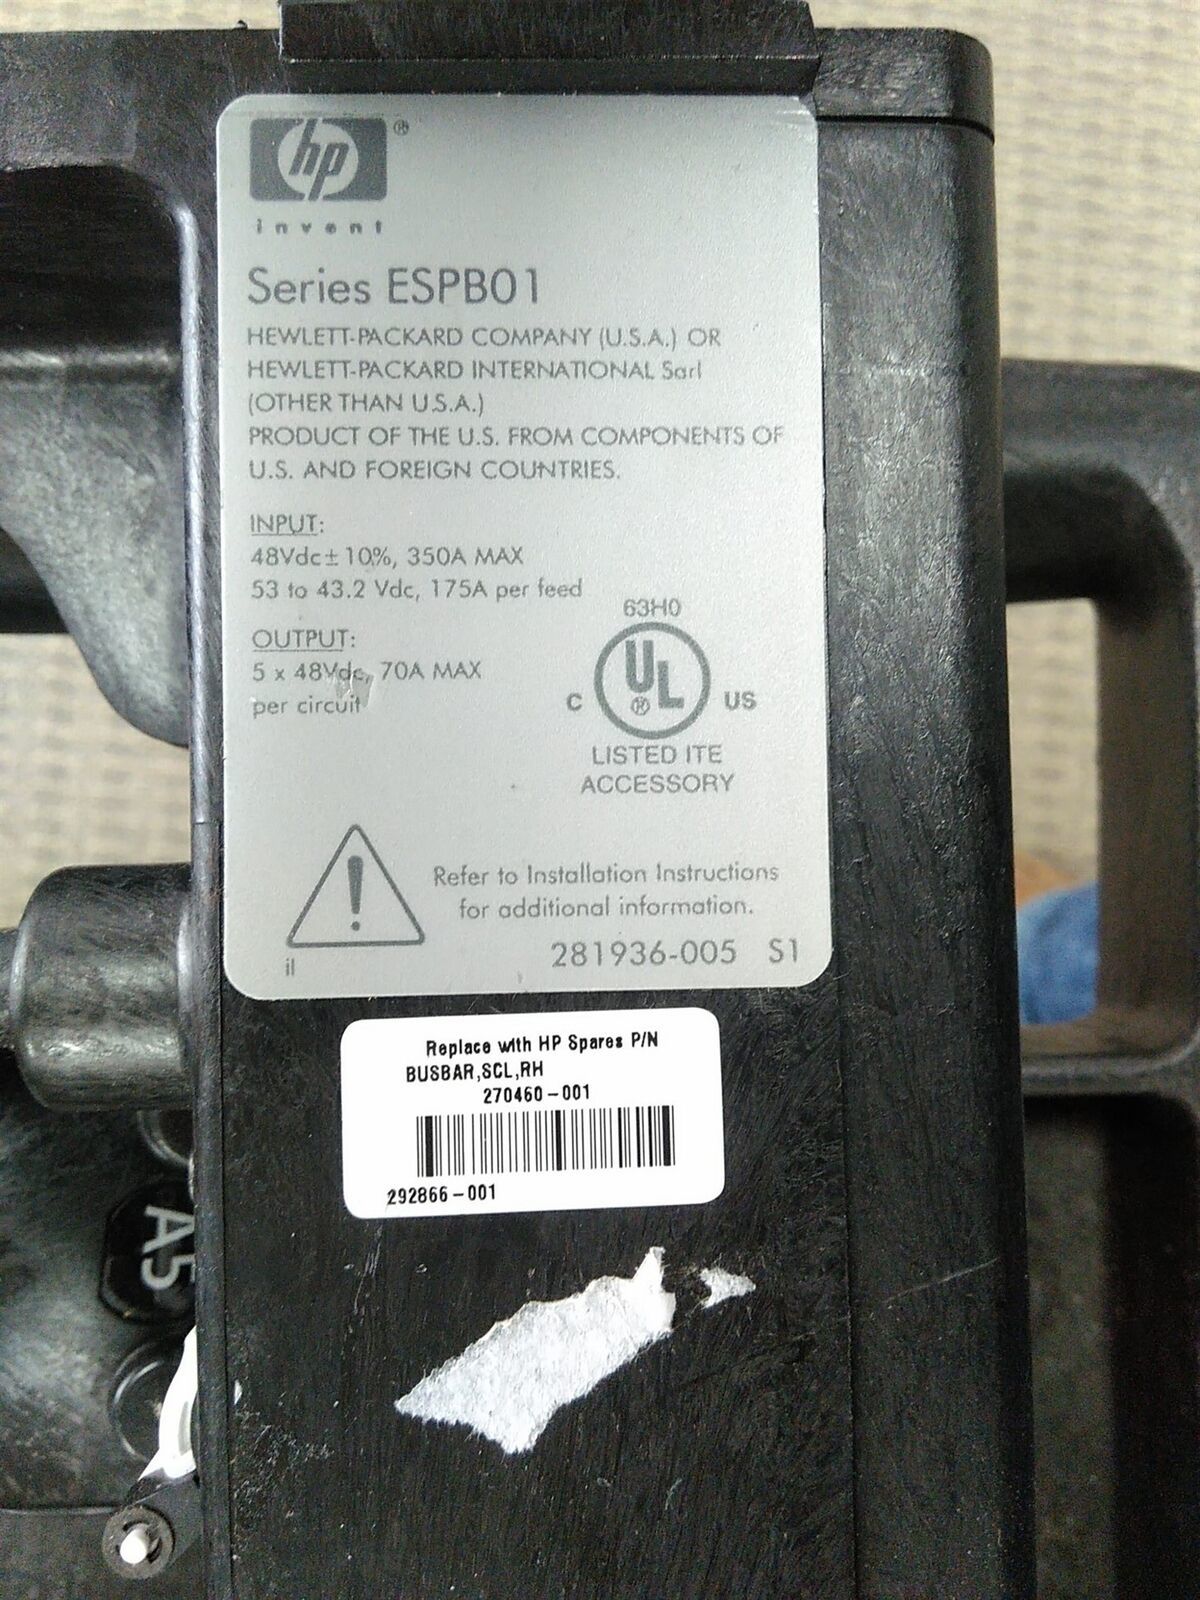 hp ®
invent
Series ESPB01
HEWLETT-PACKARD COMPANY (U.S.A.) OR
HEWLETT-PACKARD INTERNATIONAL Sarl
(OTHER THAN U.S.A.)
PRODUCT OF THE U.S. FROM COMPONENTS OF
U.S. AND FOREIGN COUNTRIES.
INPUT:
48Vdc ± 10%, 350A MAX
53 to 43.2 Vdc, 175A per feed
OUTPUT:
5 x 48Vdc, 70A MAX
per circuit
63H0
C UL ® US
LISTED ITE
ACCESSORY
Refer to Installation Instructions
for additional information.
281936-005 S1
il
Replace with HP Spares P/N
BUSBAR,SCL,RH
270460-001
292866-001
A5